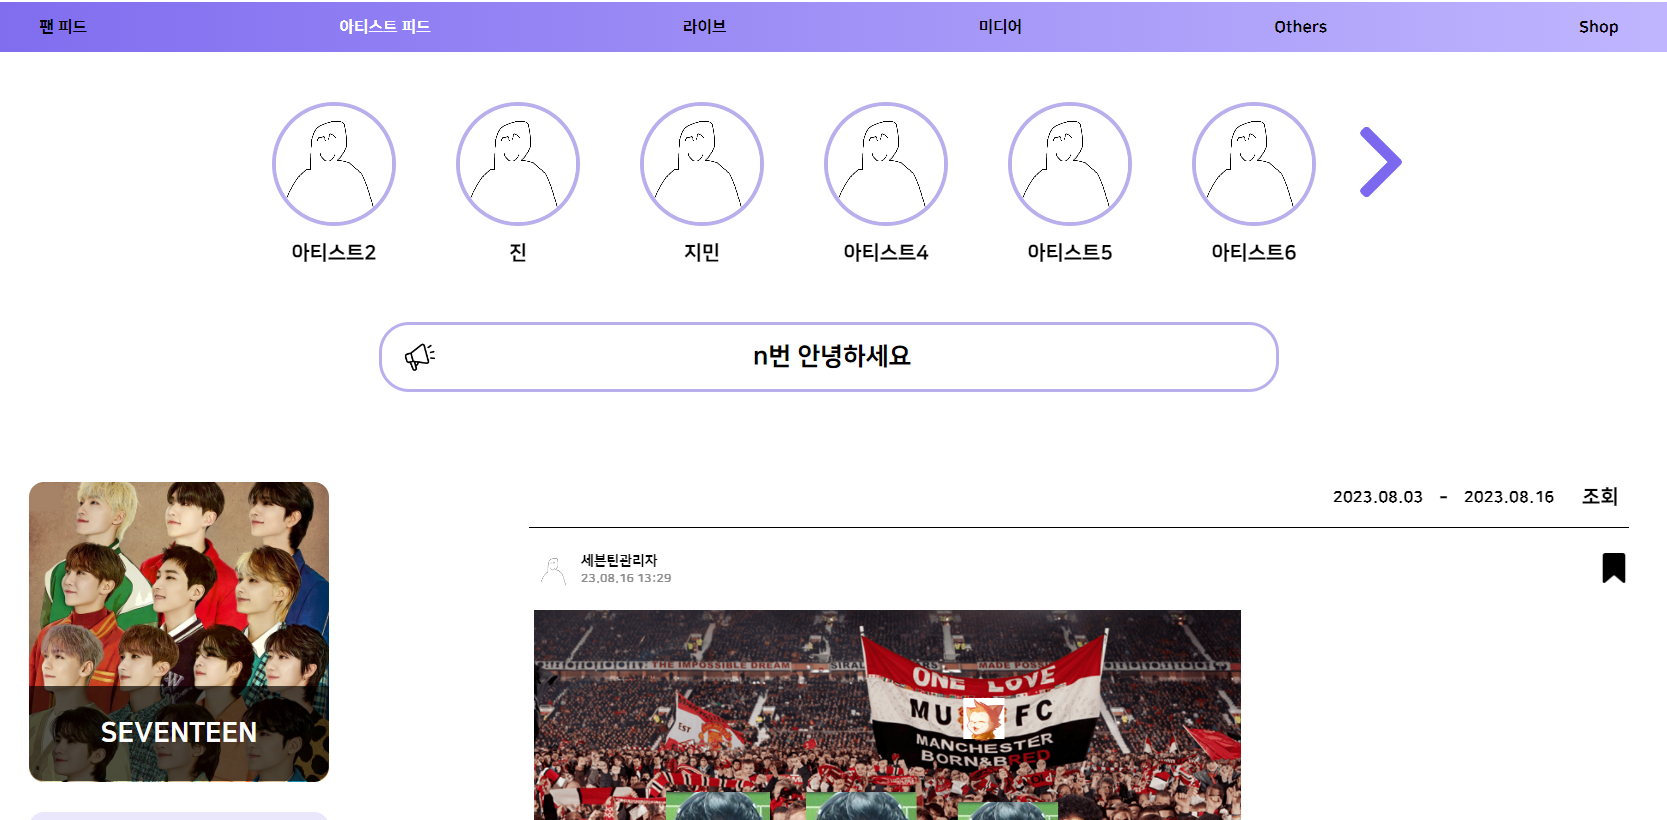 팬 피드
아티스트 피드
라이브
미디어
Others
Shop
아티스트2
진
지민
아티스트4
아티스트5
아티스트6
n번 안녕하세요
2023.08.03 - 2023.08.16 조회
세븐틴관리자
23.08.16 13:29
SEVENTEEN
THE IMPOSSIBLE DREAM
MADE POSS
ONE LOVE
EST
MU FC
MANCHESTER
BORN&BRED